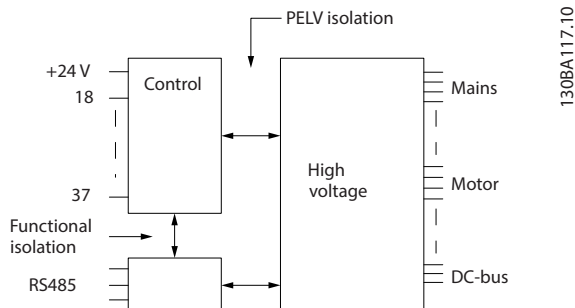 PELV isolation
130BA117.10
+24 V
Control
18
Mains
High
voltage
37
Motor
Functional
isolation
RS485
DC-bus